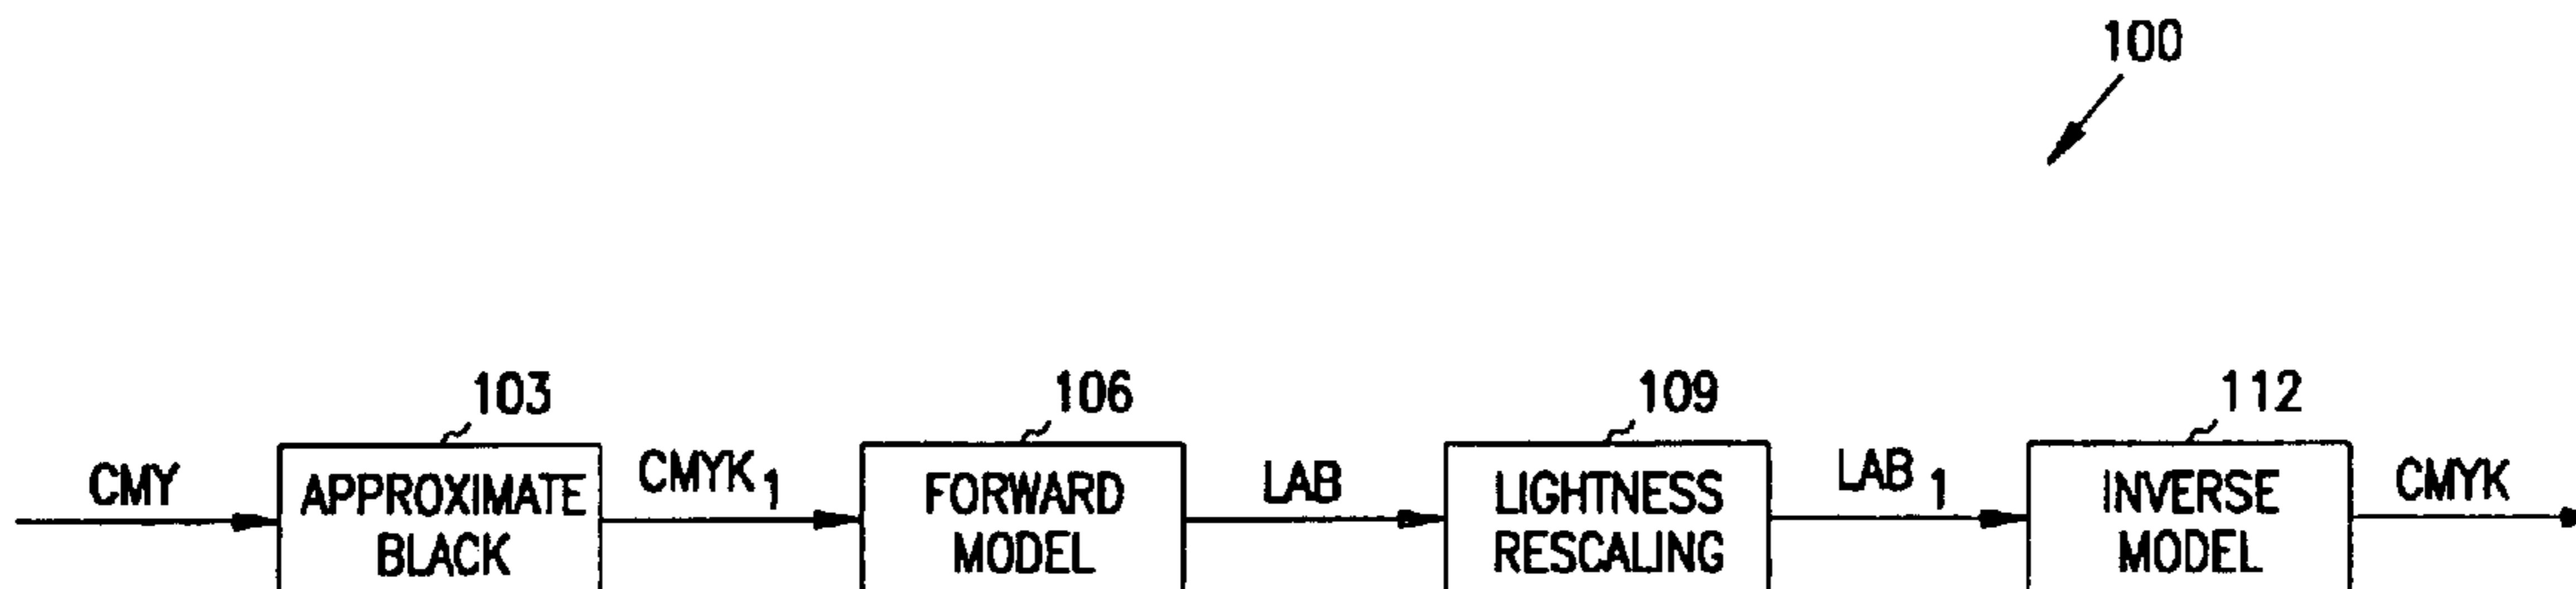 100
103
106
109
112
CMY
APPROXIMATE
BLACK
CMYK1
FORWARD
MODEL
LAB
LIGHTNESS
RESCALING
LAB1
INVERSE
MODEL
CMYK